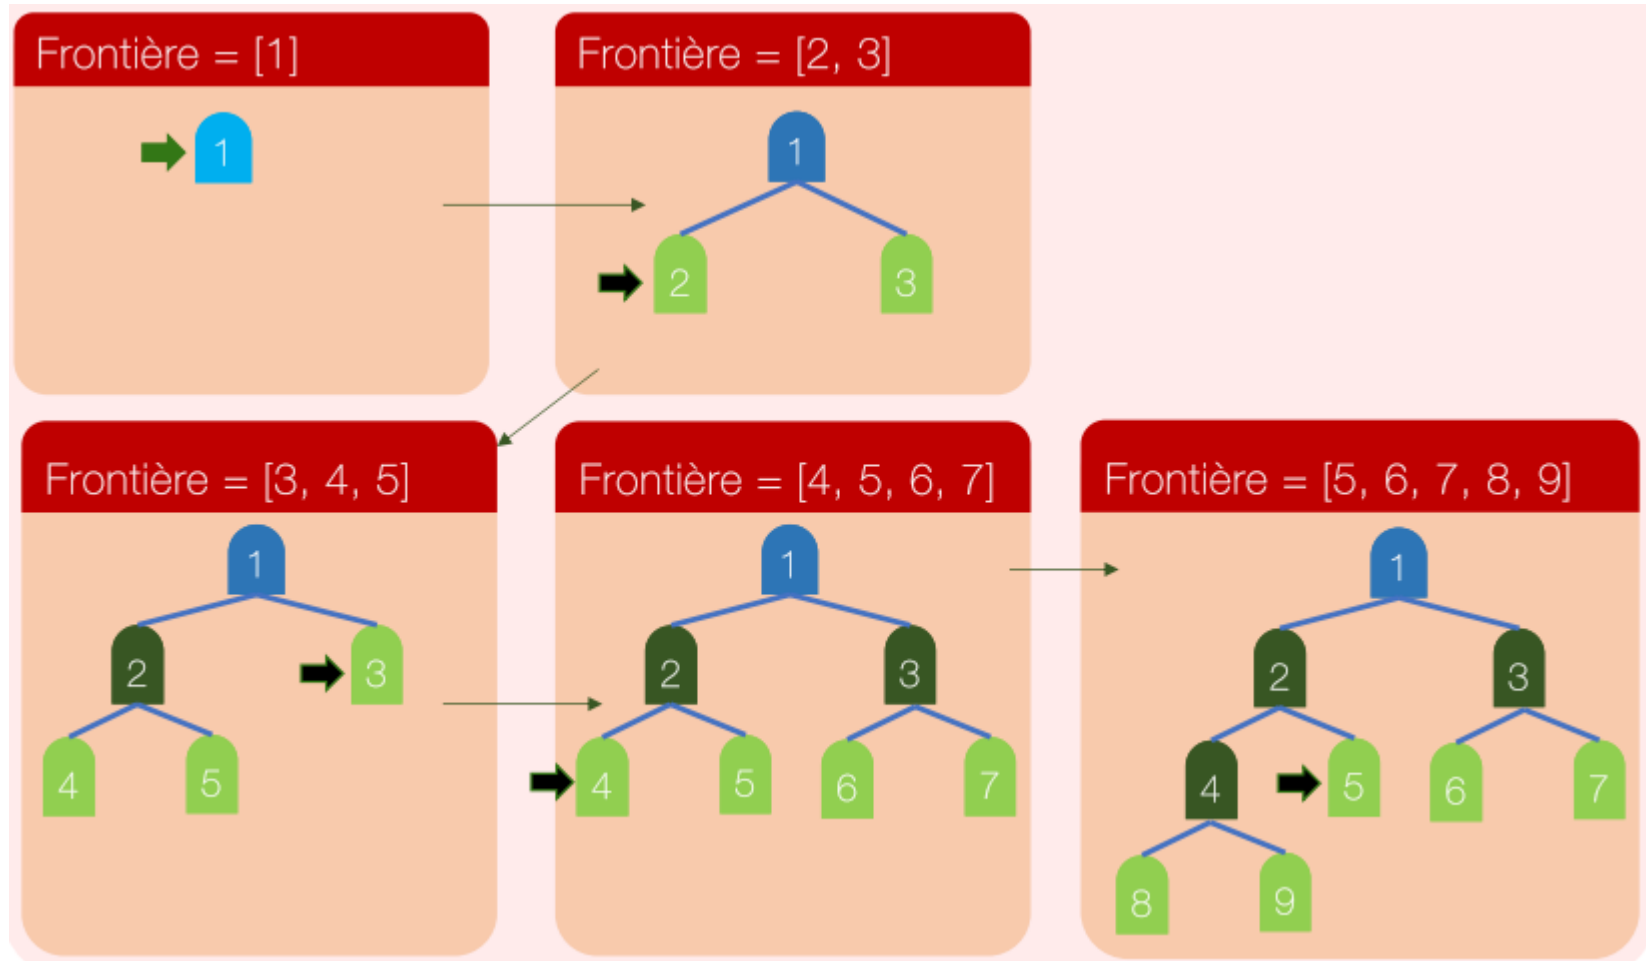 Frontière = [1]
1
Frontière = [2, 3]
1
2 3
Frontière = [3, 4, 5]
1
2 3
4 5
Frontière = [4, 5, 6, 7]
1
2 3
4 5 6 7
Frontière = [5, 6, 7, 8, 9]
1
2 3
4 5 6 7
8 9